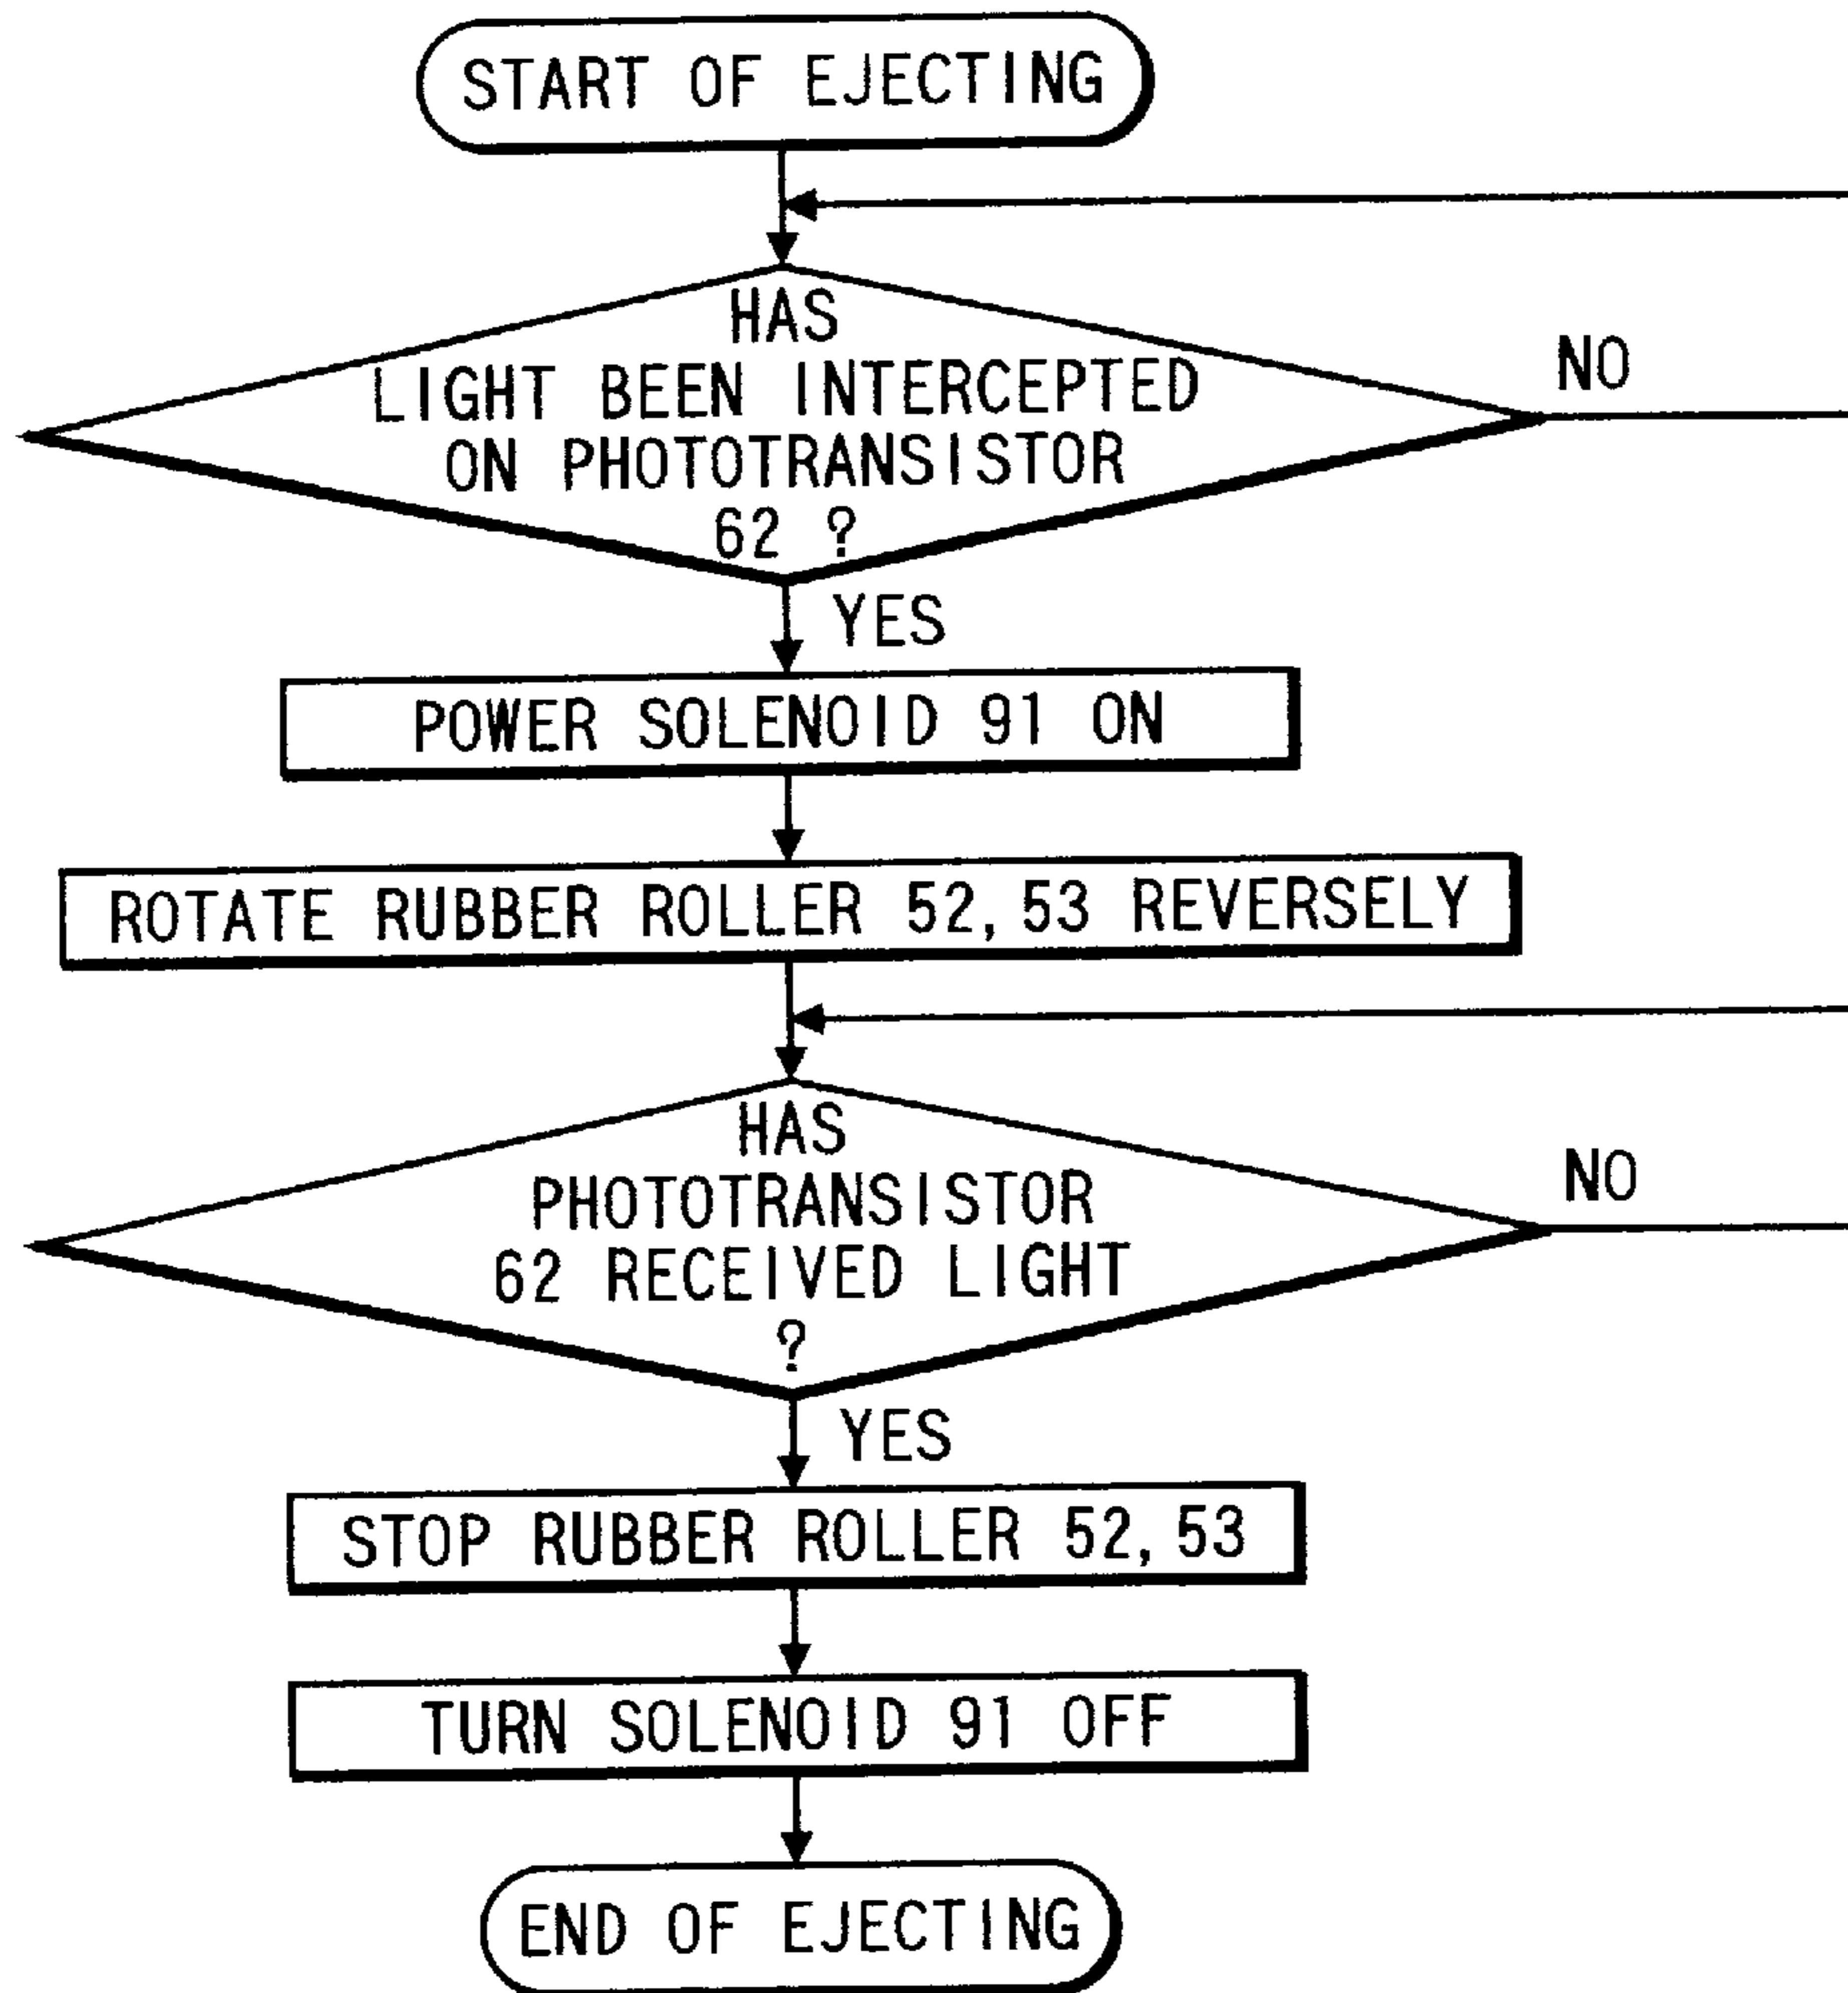 START OF EJECTING
HAS
LIGHT BEEN INTERCEPTED
ON PHOTOTRANSISTOR
62 ?
NO
YES
POWER SOLENOID 91 ON
ROTATE RUBBER ROLLER 52, 53 REVERSELY
HAS
PHOTOTRANSISTOR
62 RECEIVED LIGHT
?
NO
YES
STOP RUBBER ROLLER 52, 53
TURN SOLENOID 91 OFF
END OF EJECTING